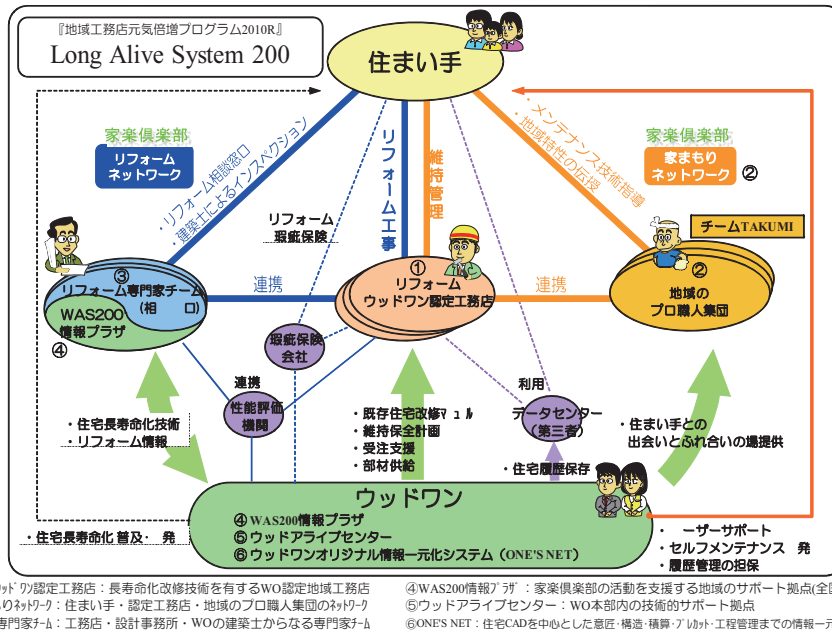 『地域工務店元気倍増プログラム2010R』
Long Alive System 200
住まい手
家楽倶楽部
リフォーム
ネットワーク
・リフォーム相談窓口
・建築士によるインスペクション
リフォーム
瑕疵保険
リフォーム工事
維持管理
・メンテナンス技術指導
・地域特性の伝授
家楽倶楽部
家まもり
ネットワーク
②
チームTAKUMI
③
リフォーム専門家チーム
(相 口)
WAS200
情報プラザ
④
連携
①
リフォーム
ウッドワン認定工務店
連携
②
地域の
プロ職人集団
瑕疵保険
会社
連携
性能評価
機関
利用
データセンター
(第三者)
・住宅長寿命化技術
・リフォーム情報
・既存住宅改修ﾏ ｭ ﾙ
・維持保全計画
・受注支援
・部材供給
・住宅履歴保存
・住まい手との
出会いとふれ合いの場提供
ウッドワン
④ WAS200情報プラザ
⑤ ウッドアライブセンター
⑥ ウッドワンオリジナル情報一元化システム（ONE'S NET）
・住宅長寿命化 普及・ 発
・ ーザーサポート
・セルフメンテナンス 発
・履歴管理の担保
ｯﾄﾞﾜﾝ認定工務店：長寿命化改修技術を有するWO認定地域工務店
もりﾈｯﾄﾜｰｸ：住まい手・認定工務店・地域のプロ職人集団のﾈｯﾄﾜｰｸ
専門家ﾁｰﾑ：工務店・設計事務所・WOの建築士からなる専門家ﾁｰﾑ
④WAS200情報ﾌﾟﾗｻﾞ：家楽倶楽部の活動を支援する地域のサポート拠点(全国
⑤ウッドアライブセンター：WO本部内の技術的サポート拠点
⑥ONE'S NET：住宅CADを中心とした意匠・構造・積算・ﾌﾟﾚｶｯﾄ・工程管理までの情報一元